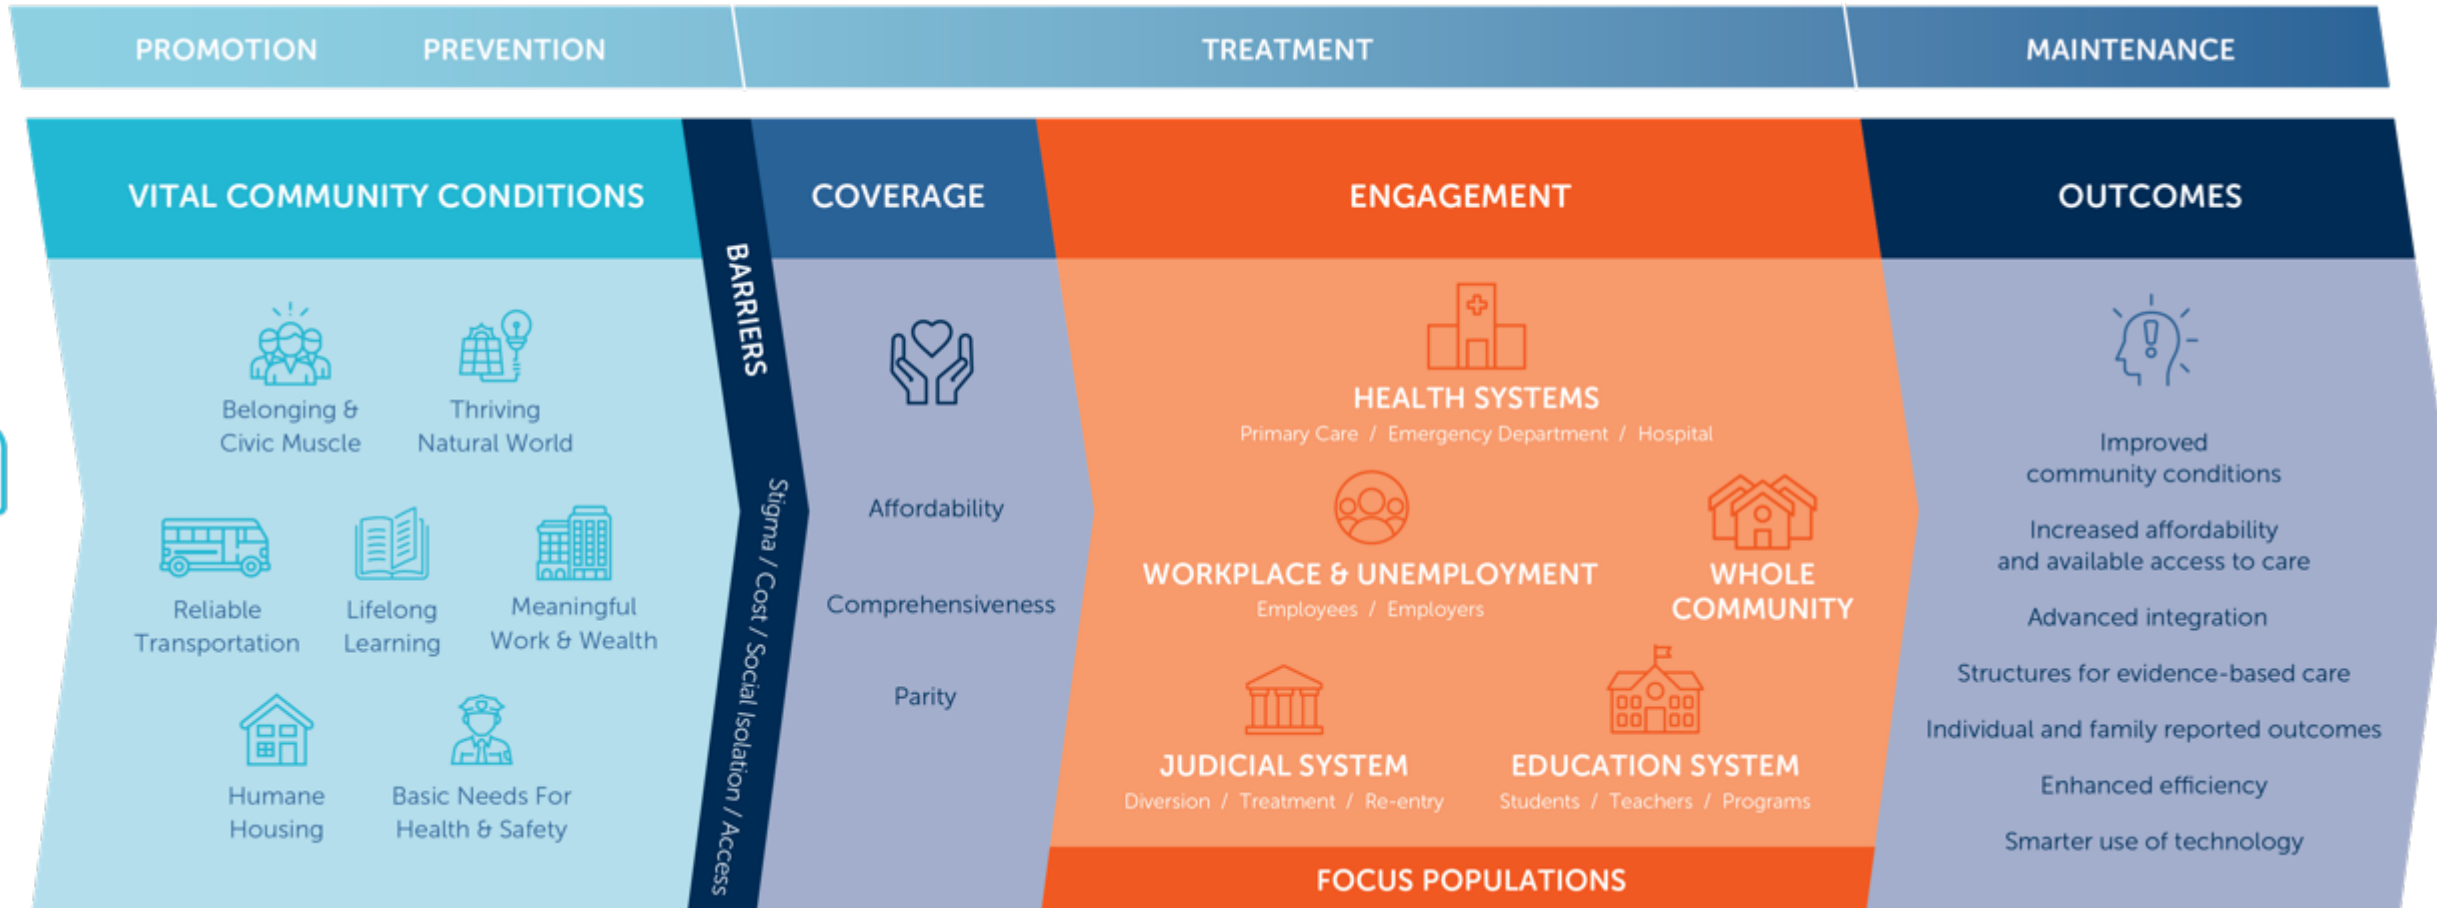 PROMOTION
PREVENTION
TREATMENT
MAINTENANCE
VITAL COMMUNITY CONDITIONS
Belonging &
Civic Muscle
Thriving
Natural World
Reliable
Transportation
Lifelong
Learning
Meaningful
Work & Wealth
Humane
Housing
Basic Needs For
Health & Safety
BARRIERS
Stigma / Cost / Social Isolation / Access
COVERAGE
Affordability
Comprehensiveness
Parity
ENGAGEMENT
HEALTH SYSTEMS
Primary Care / Emergency Department / Hospital
WORKPLACE & UNEMPLOYMENT
Employees / Employers
WHOLE
COMMUNITY
JUDICIAL SYSTEM
Diversion / Treatment / Re-entry
EDUCATION SYSTEM
Students / Teachers / Programs
FOCUS POPULATIONS
OUTCOMES
Improved
community conditions
Increased affordability
and available access to care
Advanced integration
Structures for evidence-based care
Individual and family reported outcomes
Enhanced efficiency
Smarter use of technology